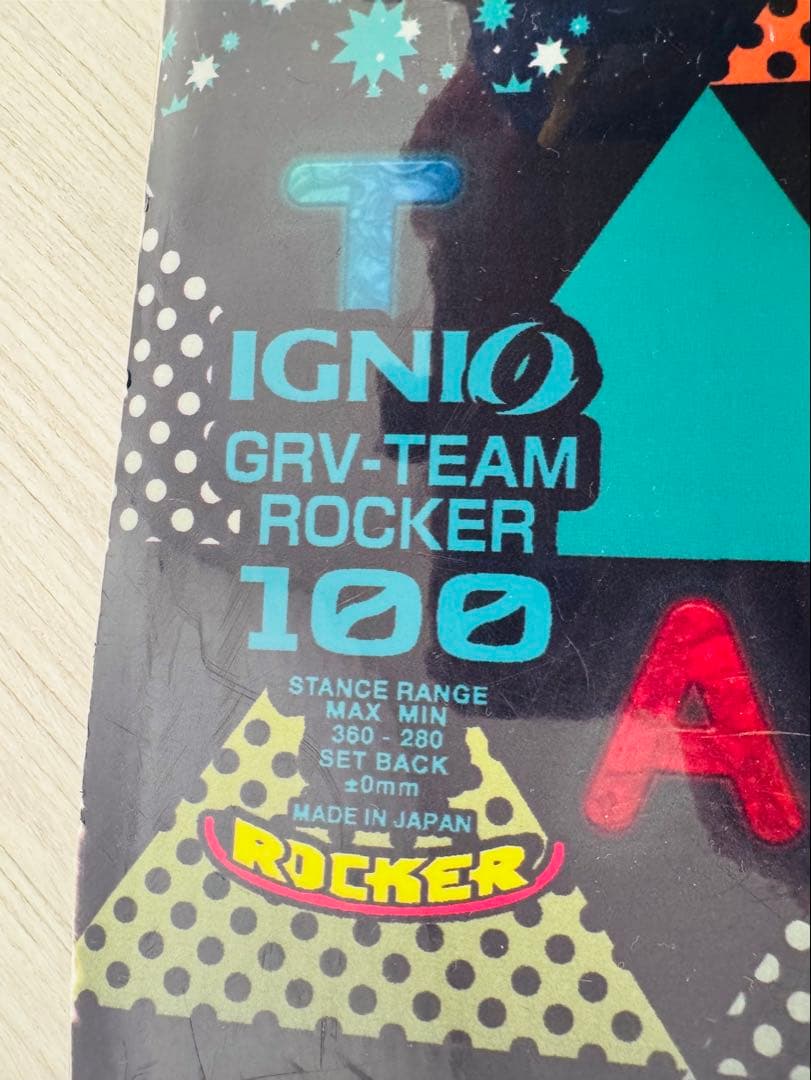 T
IGNIO
GRV-TEAM
ROCKER
100
A
STANCE RANGE
MAX MIN
360 - 280
SET BACK
±0mm
MADE IN JAPAN
ROCKER